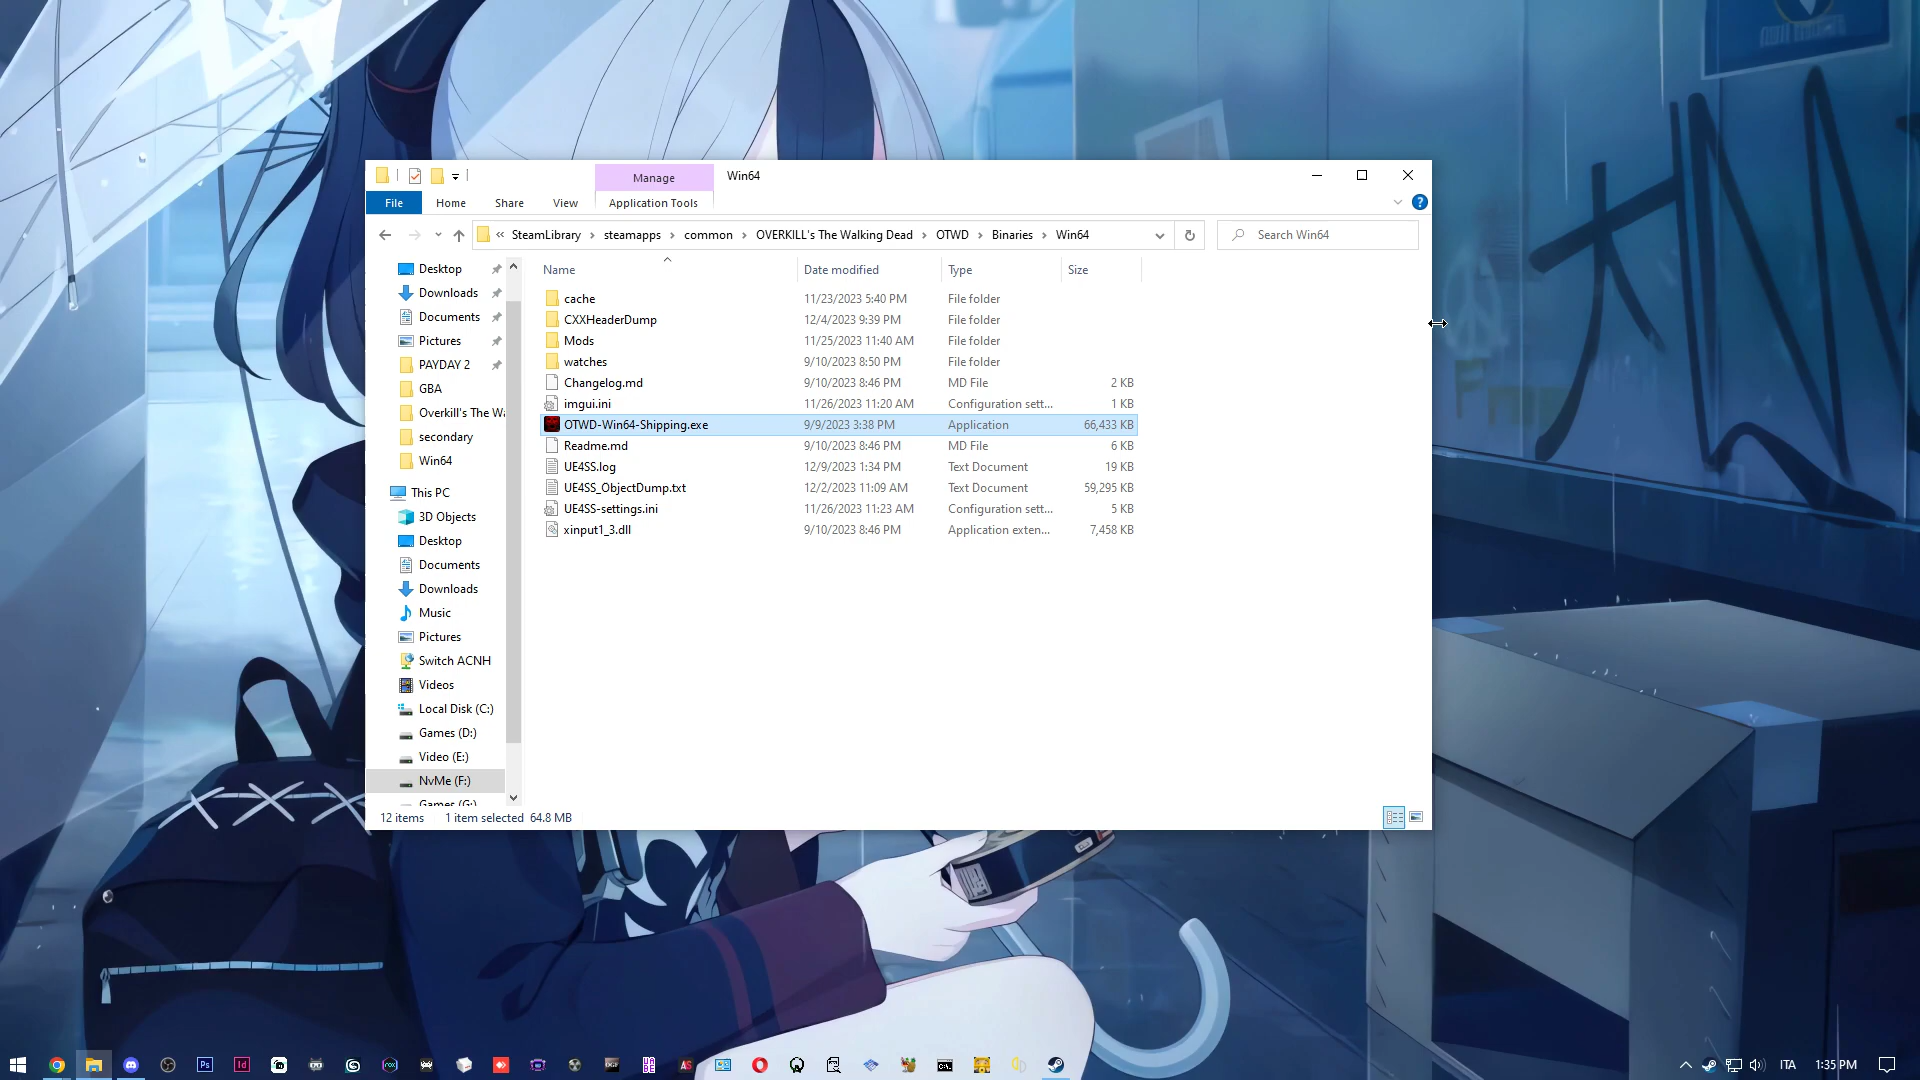 Manage
Win64
File
Home
Share
View
Application Tools
« SteamLibrary > steamapps > common > OVERKILL's The Walking Dead > OTWD > Binaries > Win64
Search Win64
Name
Date modified
Type
Size
Desktop
Downloads
Documents
Pictures
PAYDAY 2
GBA
Overkill's The Wa
secondary
Win64
This PC
3D Objects
Desktop
Documents
Downloads
Music
Pictures
Switch ACNH
Videos
Local Disk (C:)
Games (D:)
Video (E:)
NvMe (F:)
Games (G:)
cache 11/23/2023 5:40 PM File folder
CXXHeaderDump 12/4/2023 9:39 PM File folder
Mods 11/25/2023 11:40 AM File folder
watches 9/10/2023 8:50 PM File folder
Changelog.md 9/10/2023 8:46 PM MD File 2 KB
imgui.ini 11/26/2023 11:20 AM Configuration sett... 1 KB
OTWD-Win64-Shipping.exe 9/9/2023 3:38 PM Application 66,433 KB
Readme.md 9/10/2023 8:46 PM MD File 6 KB
UE4SS.log 12/9/2023 1:34 PM Text Document 19 KB
UE4SS_ObjectDump.txt 12/2/2023 11:09 AM Text Document 59,295 KB
UE4SS-settings.ini 11/26/2023 11:23 AM Configuration sett... 5 KB
xinput1_3.dll 9/10/2023 8:46 PM Application exten... 7,458 KB
12 items 1 item selected 64.8 MB
Ps
Id
ITA
1:35 PM